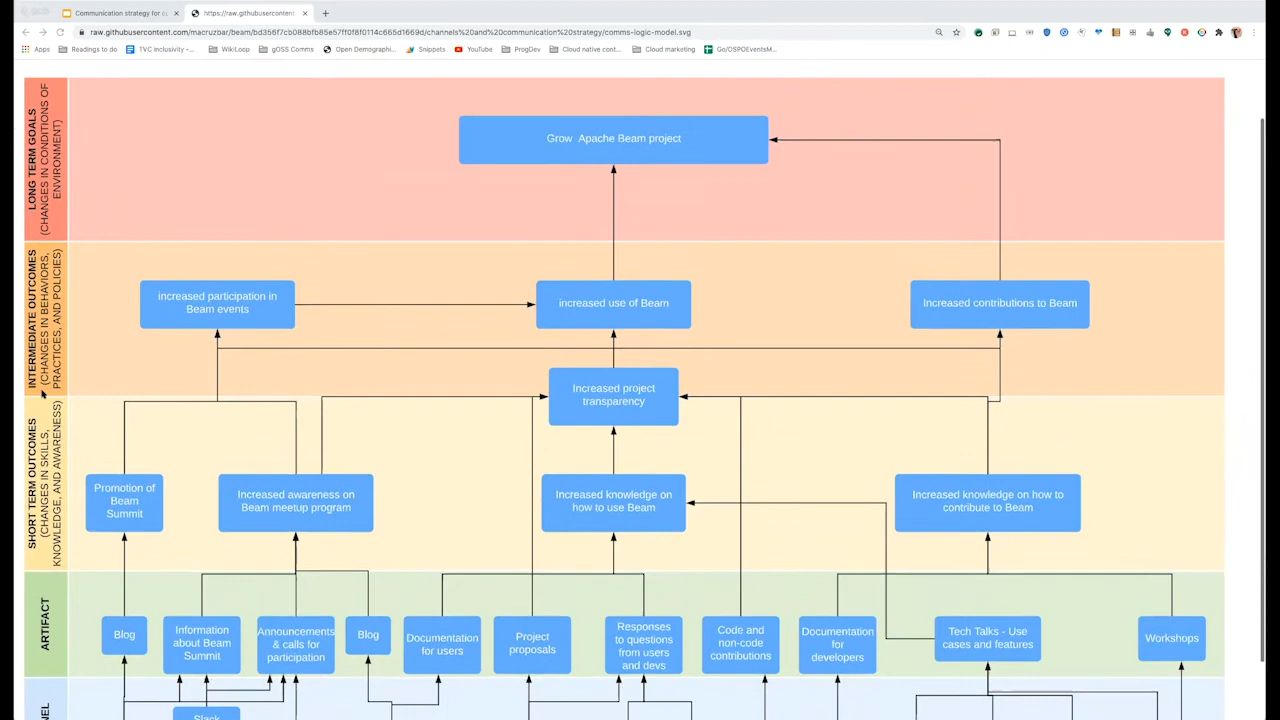 Communication strategy for c
https://raw.githubusercontent
raw.githubusercontent.com/macruzbar/beam/bd356f7cb088bfb85e57ff0f8f0114c665d1669d/channels%20and%20communication%20strategy/comms-logic-model.svg
Apps
Readings to do
TVC inclusivity -...
WikiLoop
gOSS Comms
Open Demographi...
Snippets
YouTube
ProgDev
Cloud native cont...
Cloud marketing
Go/OSPOEventsM...
LONG TERM GOALS
(CHANGES IN CONDITIONS OF
ENVIRONMENT)
Grow Apache Beam project
INTERMEDIATE OUTCOMES
(CHANGES IN BEHAVIORS,
PRACTICES, AND POLICIES)
increased participation in
Beam events
increased use of Beam
Increased contributions to Beam
Increased project
transparency
SHORT TERM OUTCOMES
(CHANGES IN SKILLS,
KNOWLEDGE, AND AWARENESS)
Promotion of
Beam
Summit
Increased awareness on
Beam meetup program
Increased knowledge on
how to use Beam
Increased knowledge on how to
contribute to Beam
ARTIFACT
Blog
Information
about Beam
Summit
Announcements
& calls for
participation
Blog
Documentation
for users
Project
proposals
Responses
to questions
from users
and devs
Code and
non-code
contributions
Documentation
for
developers
Tech Talks - Use
cases and features
Workshops
NEL
Slack